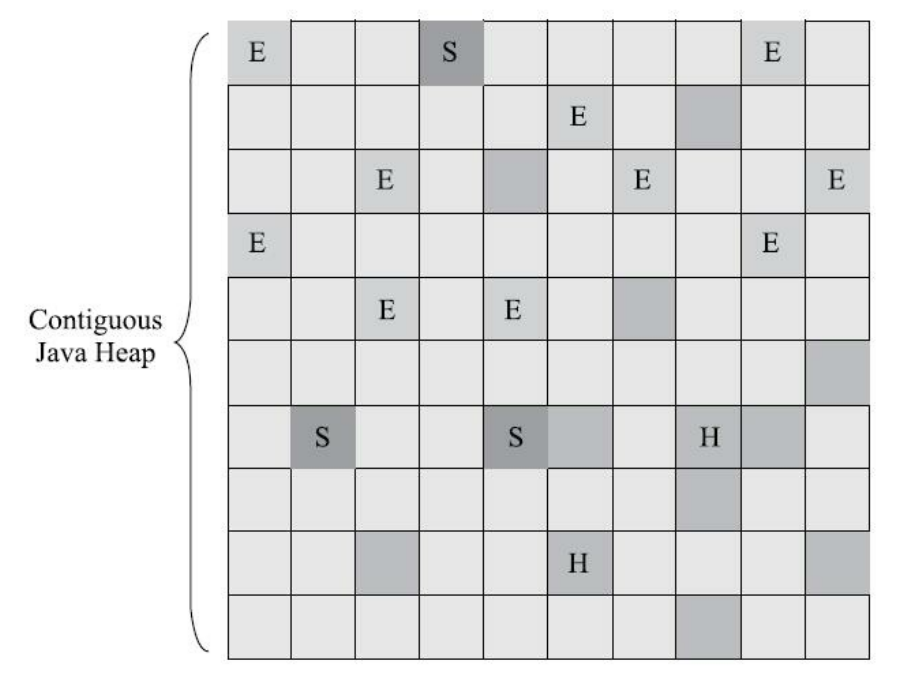 E S E
E
E E E
E E
Contiguous
Java Heap
E E
S S H
H